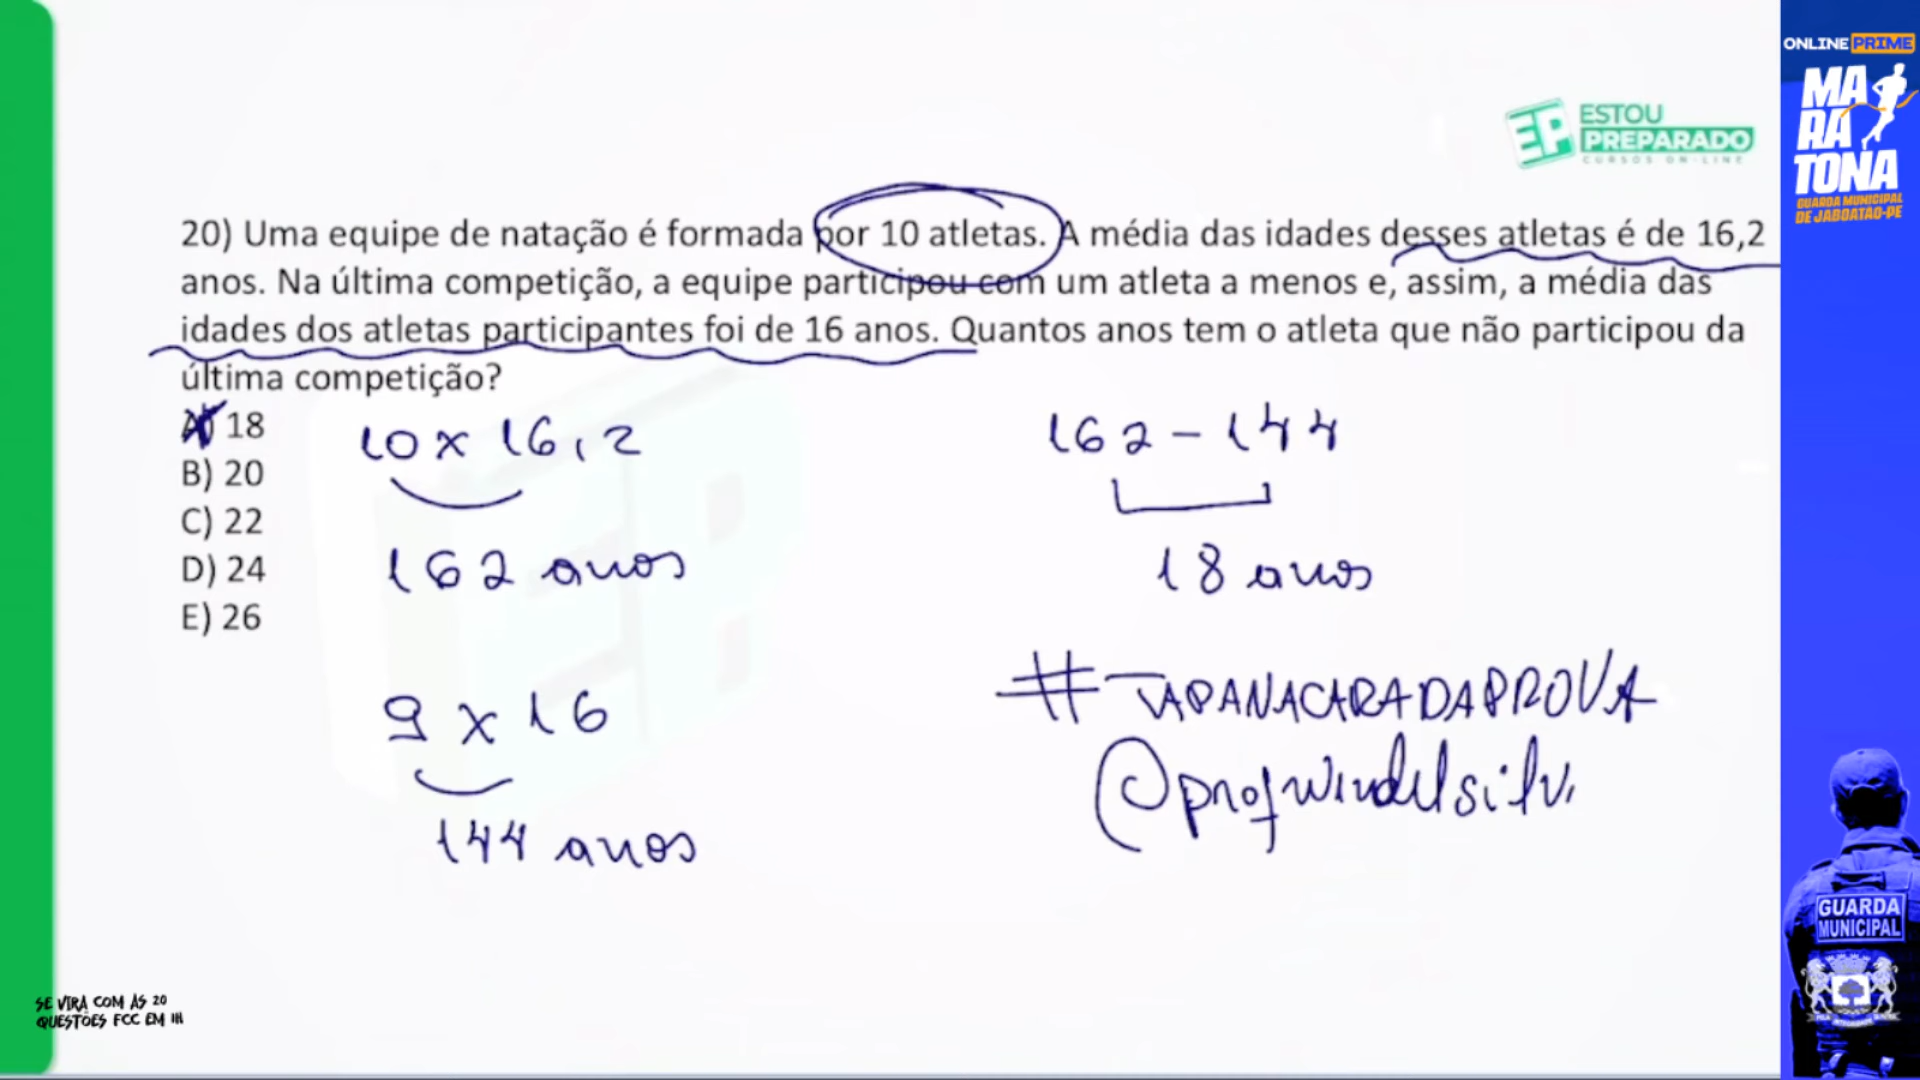 ONLINE PRIME
MA
RA
TONA
GUARDA MUNICIPAL
DE JABOATÃO-PE
EP ESTOU
PREPARADO
CURSOS ON-LINE
20) Uma equipe de natação é formada por 10 atletas. A média das idades desses atletas é de 16,2
anos. Na última competição, a equipe participou com um atleta a menos e, assim, a média das
idades dos atletas participantes foi de 16 anos. Quantos anos tem o atleta que não participou da
última competição?
A) 18
B) 20
C) 22
D) 24
E) 26
10 x 16,2
162 anos
9 x 16
144 anos
162 - 144
18 anos
#TAPANACARADAPROVA
EP
GUARDA
MUNICIPAL
SE VIRA COM AS 20
QUESTÕES FCC EM 1H